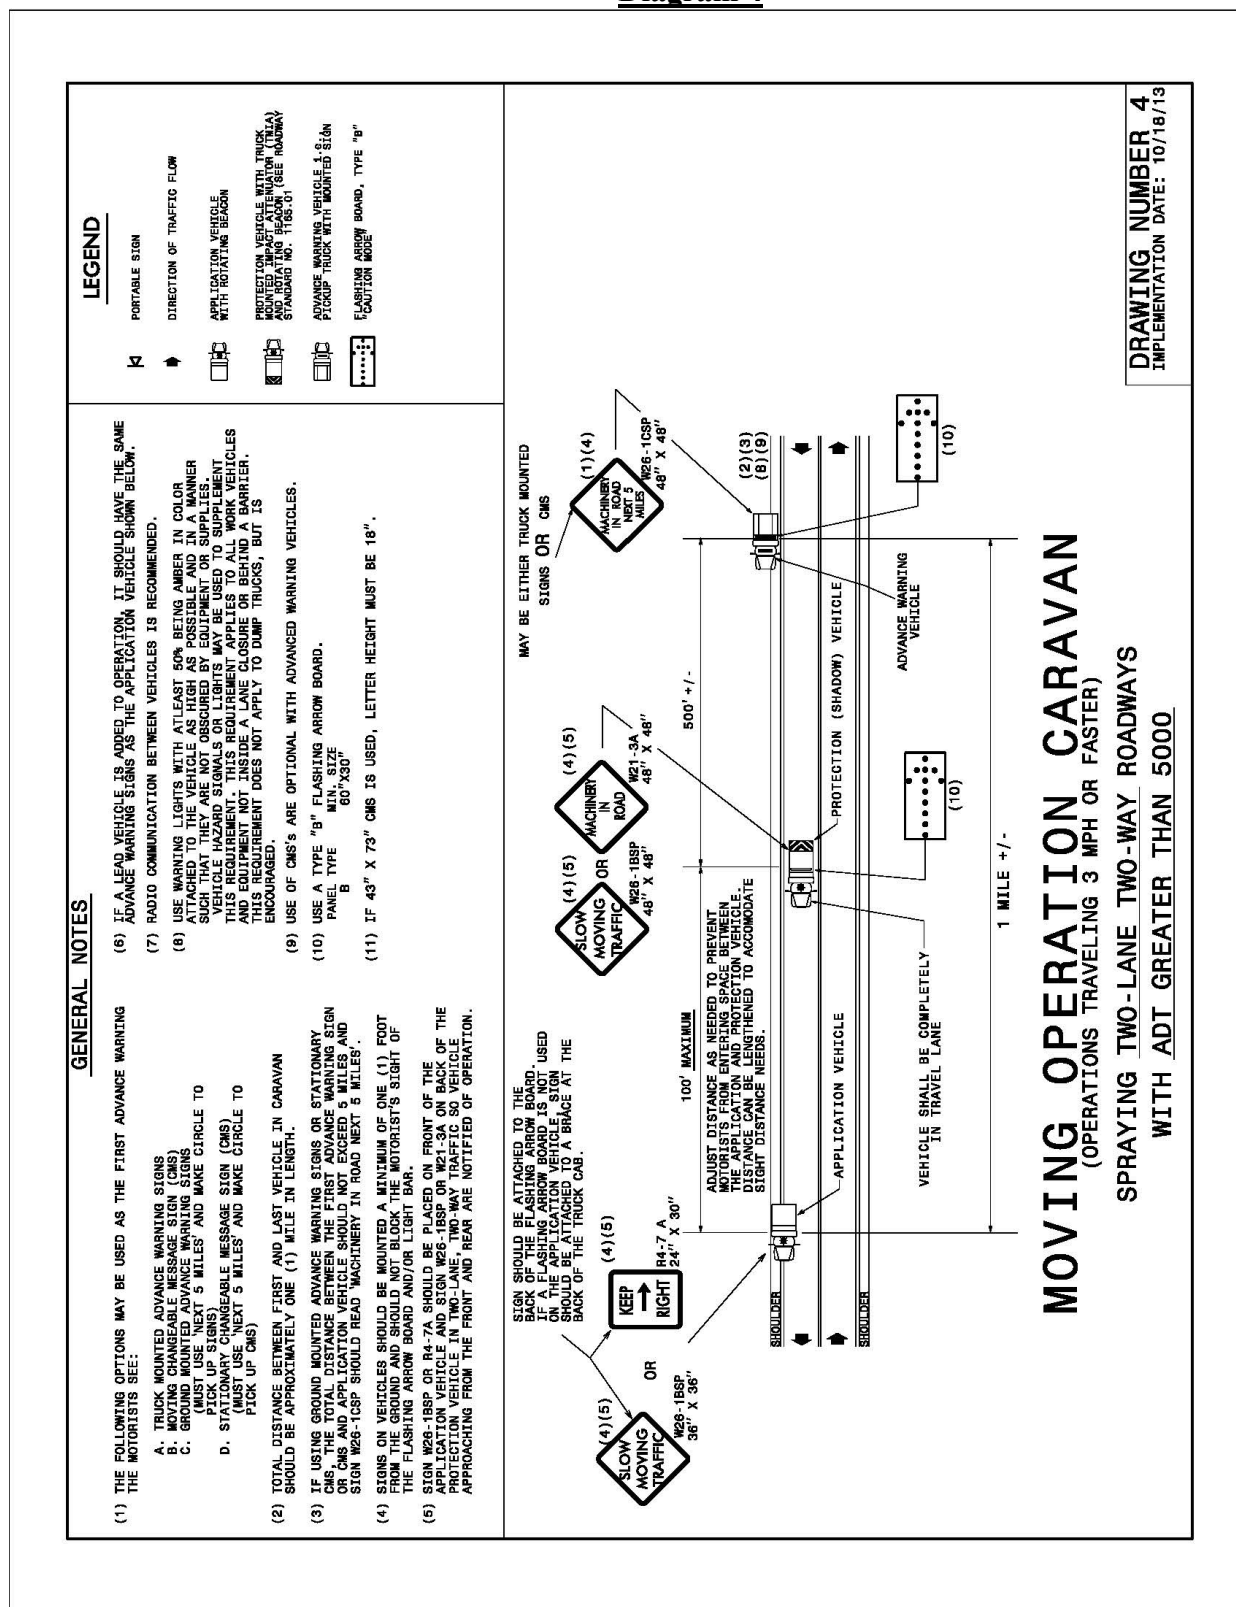 GENERAL NOTES
(1) THE FOLLOWING OPTIONS MAY BE USED AS THE FIRST ADVANCE WARNING
THE MOTORISTS SEE:
A. TRUCK MOUNTED ADVANCE WARNING SIGNS
B. MOVING CHANGEABLE MESSAGE SIGN (CMS)
C. GROUND MOUNTED ADVANCE WARNING SIGNS
(MUST USE 'NEXT 5 MILES' AND MAKE CIRCLE TO
PICK UP SIGNS)
D. STATIONARY CHANGEABLE MESSAGE SIGN (CMS)
(MUST USE 'NEXT 5 MILES' AND MAKE CIRCLE TO
PICK UP CMS)
(2) TOTAL DISTANCE BETWEEN FIRST AND LAST VEHICLE IN CARAVAN
SHOULD BE APPROXIMATELY ONE (1) MILE IN LENGTH.
(3) IF USING GROUND MOUNTED ADVANCE WARNING SIGNS OR STATIONARY
CMS, THE TOTAL DISTANCE BETWEEN THE FIRST ADVANCE WARNING SIGN
OR CMS AND APPLICATION VEHICLE SHOULD NOT EXCEED 5 MILES AND
SIGN W26-1CSP SHOULD READ 'MACHINERY IN ROAD NEXT 5 MILES'.
(4) SIGNS ON VEHICLES SHOULD BE MOUNTED A MINIMUM OF ONE (1) FOOT
FROM THE GROUND AND SHOULD NOT BLOCK THE MOTORIST'S SIGHT OF
THE FLASHING ARROW BOARD AND/OR LIGHT BAR.
(5) SIGN W26-1BSP OR R4-7A SHOULD BE PLACED ON FRONT OF THE
APPLICATION VEHICLE AND SIGN W26-1BSP OR W21-3A ON BACK OF THE
PROTECTION VEHICLE IN TWO-LANE, TWO-WAY TRAFFIC SO VEHICLE
APPROACHING FROM THE FRONT AND REAR ARE NOTIFIED OF OPERATION.
(6) IF A LEAD VEHICLE IS ADDED TO OPERATION, IT SHOULD HAVE THE SAME
ADVANCE WARNING SIGNS AS THE APPLICATION VEHICLE SHOWN BELOW.
(7) RADIO COMMUNICATION BETWEEN VEHICLES IS RECOMMENDED.
(8) USE WARNING LIGHTS WITH ATLEAST 50% BEING AMBER IN COLOR
ATTACHED TO THE VEHICLE AS HIGH AS POSSIBLE AND IN A MANNER
SUCH THAT THEY ARE NOT OBSCURED BY EQUIPMENT OR SUPPLIES.
VEHICLE HAZARD SIGNALS OR LIGHTS MAY BE USED TO SUPPLEMENT
THIS REQUIREMENT. THIS REQUIREMENT APPLIES TO ALL WORK VEHICLES
AND EQUIPMENT NOT INSIDE A LANE CLOSURE OR BEHIND A BARRIER.
THIS REQUIREMENT DOES NOT APPLY TO DUMP TRUCKS, BUT IS
ENCOURAGED.
(9) USE OF CMS's ARE OPTIONAL WITH ADVANCED WARNING VEHICLES.
(10) USE A TYPE "B" FLASHING ARROW BOARD.
PANEL TYPE MIN. SIZE
B 60"X30"
(11) IF 43" X 73" CMS IS USED, LETTER HEIGHT MUST BE 18".
LEGEND
PORTABLE SIGN
DIRECTION OF TRAFFIC FLOW
APPLICATION VEHICLE
WITH ROTATING BEACON
PROTECTION VEHICLE WITH TRUCK
MOUNTED IMPACT ATTENUATOR (TMIA)
AND ROTATING BEACON (SEE ROADWAY
STANDARD NO. 1165.01
ADVANCE WARNING VEHICLE i.e.,
PICKUP TRUCK WITH MOUNTED SIGN
FLASHING ARROW BOARD, TYPE "B"
"CAUTION MODE"
SIGN SHOULD BE ATTACHED TO THE
BACK OF THE FLASHING ARROW BOARD.
IF A FLASHING ARROW BOARD IS NOT USED
ON THE APPLICATION VEHICLE, SIGN
SHOULD BE ATTACHED TO A BRACE AT THE
BACK OF THE TRUCK CAB.
(4)(5)
SLOW
MOVING
TRAFFIC
W26-1BSP
36" X 36"
OR
(4)(5)
KEEP
RIGHT
R4-7 A
24" X 30"
(4)(5)
SLOW
MOVING
TRAFFIC
W26-1BSP
48" X 48"
OR
(4)(5)
MACHINERY
IN
ROAD
W21-3A
48" X 48"
MAY BE EITHER TRUCK MOUNTED
SIGNS OR CMS
(1)(4)
MACHINERY
IN ROAD
NEXT 5
MILES
W26-1CSP
48" X 48"
100' MAXIMUM
ADJUST DISTANCE AS NEEDED TO PREVENT
MOTORISTS FROM ENTERING SPACE BETWEEN
THE APPLICATION AND PROTECTION VEHICLE.
DISTANCE CAN BE LENGTHENED TO ACCOMODATE
SIGHT DISTANCE NEEDS.
500' +/-
(2)(3)
(8)(9)
SHOULDER
SHOULDER
APPLICATION VEHICLE
VEHICLE SHALL BE COMPLETELY
IN TRAVEL LANE
PROTECTION (SHADOW) VEHICLE
(10)
ADVANCE WARNING
VEHICLE
(10)
1 MILE +/-
MOVING OPERATION CARAVAN
(OPERATIONS TRAVELING 3 MPH OR FASTER)
SPRAYING TWO-LANE TWO-WAY ROADWAYS
WITH ADT GREATER THAN 5000
DRAWING NUMBER 4
IMPLEMENTATION DATE: 10/18/13